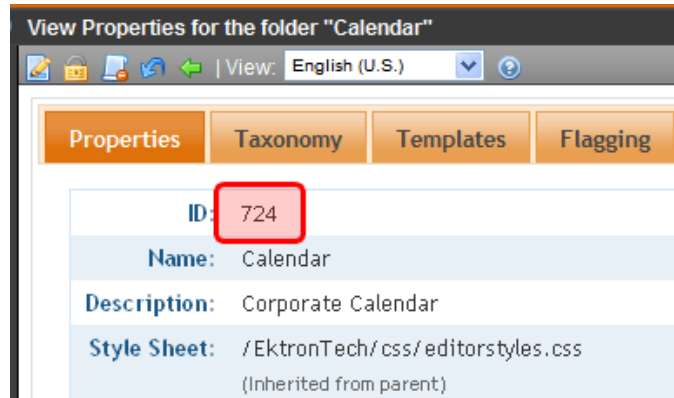 View Properties for the folder "Calendar"
| View: English (U.S.)
Properties Taxonomy Templates Flagging
ID: 724
Name: Calendar
Description: Corporate Calendar
Style Sheet: /EktronTech/css/editorstyles.css
(Inherited from parent)